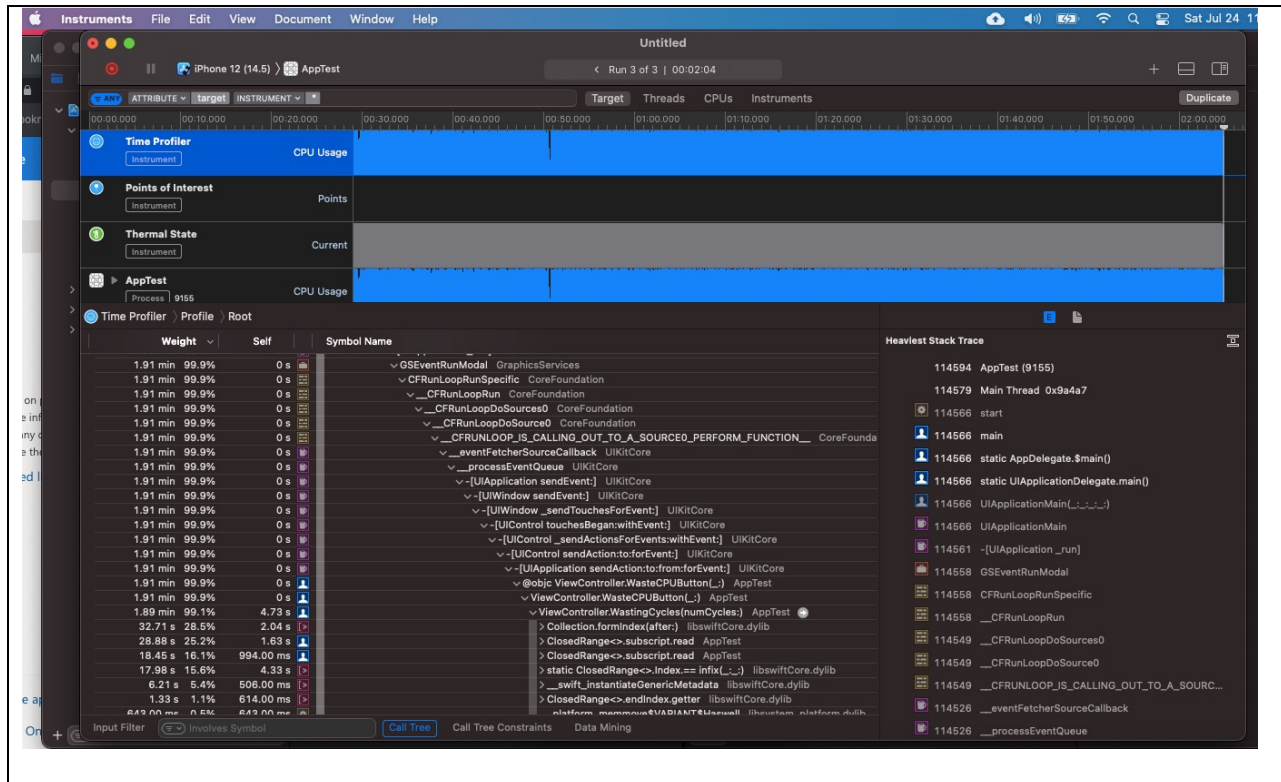 Instruments File Edit View Document Window Help Sat Jul 24 11
Untitled
iPhone 12 (14.5) AppTest Run 3 of 3 | 00:02:04
ANY ATTRIBUTE target INSTRUMENT * Target Threads CPUs Instruments Duplicate
00:00.000 00:10.000 00:20.000 00:30.000 00:40.000 00:50.000 01:00.000 01:10.000 01:20.000 01:30.000 01:40.000 01:50.000 02:00.000
Time Profiler
Instrument
CPU Usage
Points of Interest
Instrument
Points
Thermal State
Instrument
Current
AppTest
Process 9155
CPU Usage
Time Profiler Profile Root
Weight Self Symbol Name
1.91 min 99.9% 0 s GSEventRunModal GraphicsServices
1.91 min 99.9% 0 s CFRunLoopRunSpecific CoreFoundation
1.91 min 99.9% 0 s __CFRunLoopRun CoreFoundation
1.91 min 99.9% 0 s __CFRunLoopDoSources0 CoreFoundation
1.91 min 99.9% 0 s __CFRunLoopDoSource0 CoreFoundation
1.91 min 99.9% 0 s __CFRUNLOOP_IS_CALLING_OUT_TO_A_SOURCE0_PERFORM_FUNCTION__ CoreFounda
1.91 min 99.9% 0 s __eventFetcherSourceCallback UIKitCore
1.91 min 99.9% 0 s __processEventQueue UIKitCore
1.91 min 99.9% 0 s -[UIApplication sendEvent:] UIKitCore
1.91 min 99.9% 0 s -[UIWindow sendEvent:] UIKitCore
1.91 min 99.9% 0 s -[UIWindow _sendTouchesForEvent:] UIKitCore
1.91 min 99.9% 0 s -[UIControl touchesBegan:withEvent:] UIKitCore
1.91 min 99.9% 0 s -[UIControl _sendActionsForEvents:withEvent:] UIKitCore
1.91 min 99.9% 0 s -[UIControl sendAction:to:forEvent:] UIKitCore
1.91 min 99.9% 0 s -[UIApplication sendAction:to:from:forEvent:] UIKitCore
1.91 min 99.9% 0 s @objc ViewController.WasteCPUButton(_:) AppTest
1.91 min 99.9% 0 s ViewController.WasteCPUButton(_:) AppTest
1.89 min 99.1% 4.73 s ViewController.WastingCycles(numCycles:) AppTest
32.71 s 28.5% 2.04 s Collection.formIndex(after:) libswiftCore.dylib
28.88 s 25.2% 1.63 s ClosedRange<>.subscript.read AppTest
18.45 s 16.1% 994.00 ms ClosedRange<>.subscript.read AppTest
17.98 s 15.6% 4.33 s static ClosedRange<>.Index.== infix(_:_:) libswiftCore.dylib
6.21 s 5.4% 506.00 ms __swift_instantiateGenericMetadata libswiftCore.dylib
1.33 s 1.1% 614.00 ms ClosedRange<>.endIndex.getter libswiftCore.dylib
643.00 ms 0.5% 643.00 ms _platform_memmove$VARIANT$Haswell libsystem_platform.dylib
Input Filter Involves Symbol Call Tree Call Tree Constraints Data Mining
Heaviest Stack Trace
114594 AppTest (9155)
114579 Main Thread 0x9a4a7
114566 start
114566 main
114566 static AppDelegate.$main()
114566 static UIApplicationDelegate.main()
114566 UIApplicationMain(_:_:_:_:)
114566 UIApplicationMain
114561 -[UIApplication _run]
114558 GSEventRunModal
114558 CFRunLoopRunSpecific
114558 __CFRunLoopRun
114549 __CFRunLoopDoSources0
114549 __CFRunLoopDoSource0
114549 __CFRUNLOOP_IS_CALLING_OUT_TO_A_SOURC...
114526 __eventFetcherSourceCallback
114526 __processEventQueue